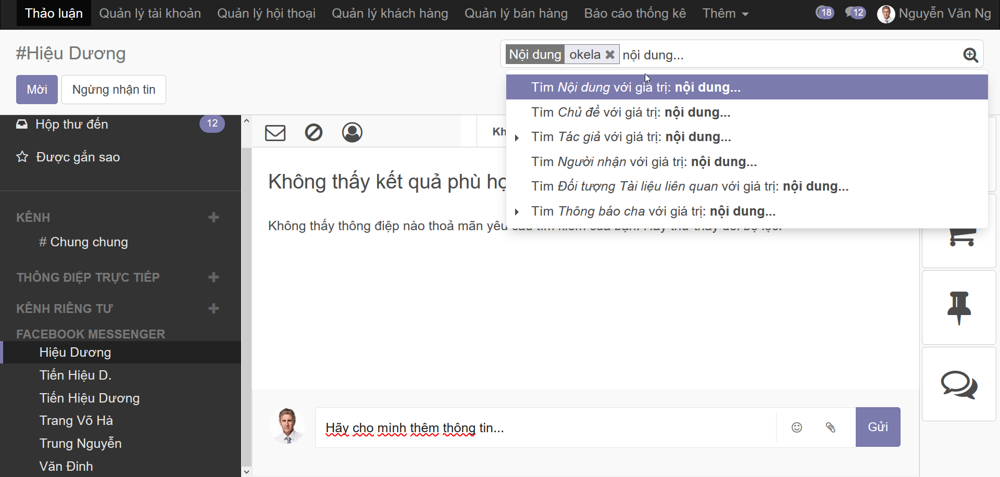 Thảo luận Quản lý tài khoản Quản lý hội thoại Quản lý khách hàng Quản lý bán hàng Báo cáo thống kê Thêm 18 12 Nguyễn Văn Ng
#Hiệu Dương
Nội dung okela nội dung...
Mời Ngừng nhận tin
Tìm Nội dung với giá trị: nội dung...
Tìm Chủ đề với giá trị: nội dung...
Tìm Tác giả với giá trị: nội dung...
Tìm Người nhận với giá trị: nội dung...
Tìm Đối tượng Tài liệu liên quan với giá trị: nội dung...
Tìm Thông báo cha với giá trị: nội dung...
Hộp thư đến 12
Được gắn sao
KÊNH
# Chung chung
THÔNG ĐIỆP TRỰC TIẾP
KÊNH RIÊNG TƯ
FACEBOOK MESSENGER
Hiệu Dương
Tiến Hiệu D.
Tiến Hiệu Dương
Trang Võ Hà
Trung Nguyễn
Văn Đinh
Kh
Không thấy kết quả phù
Không thấy thông điệp nào thoả mãn yêu
Hãy cho mình thêm thông tin...
Gửi